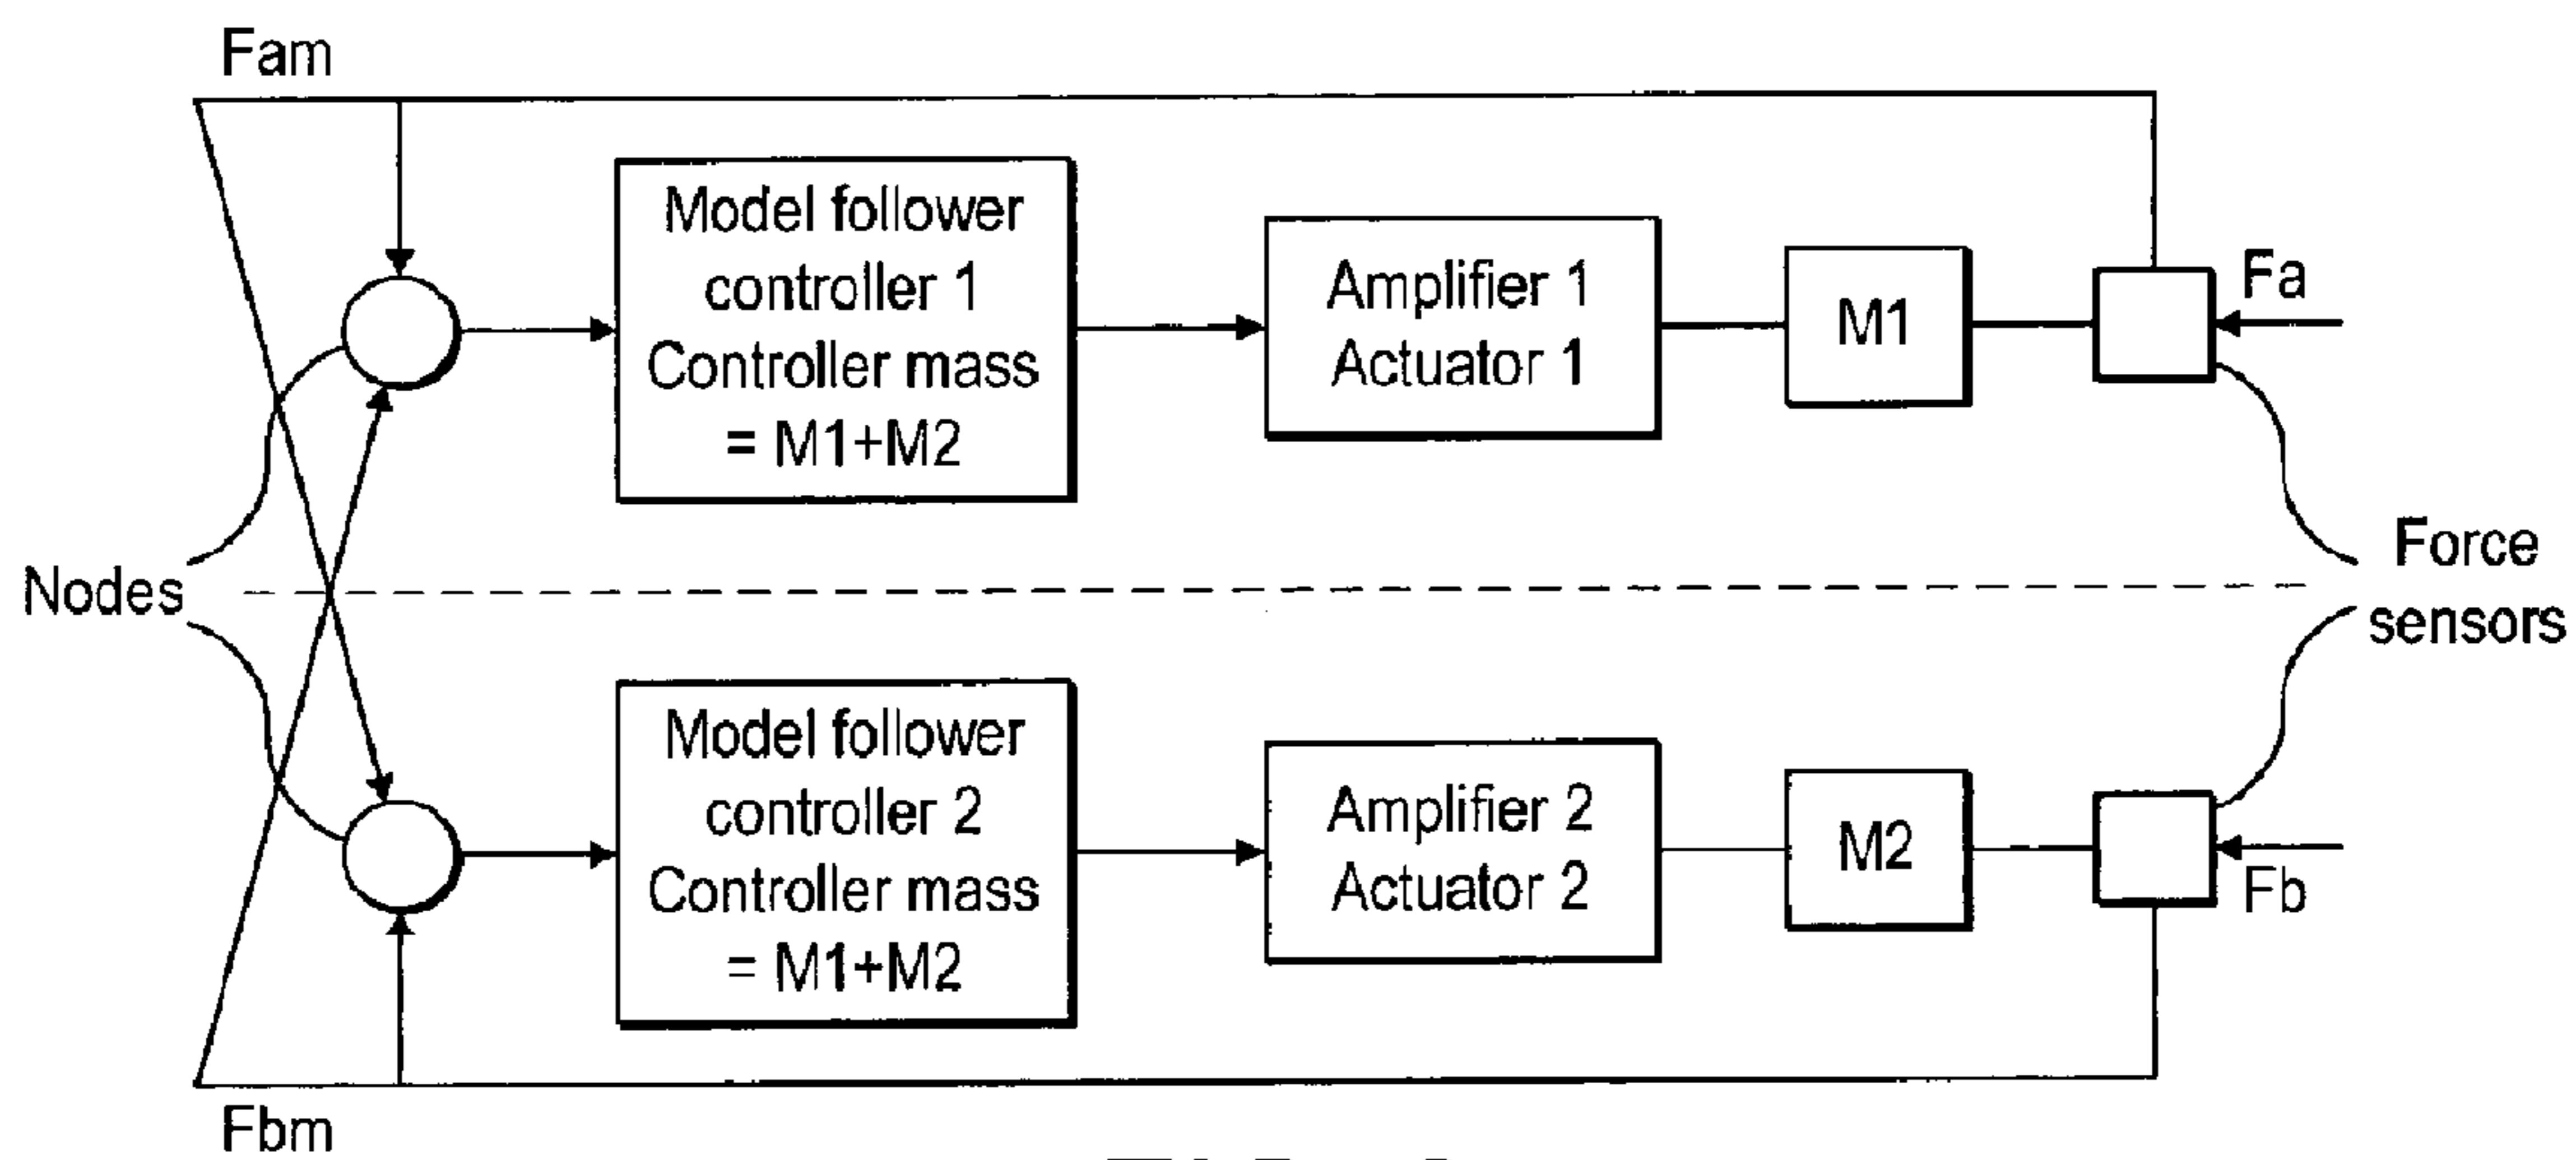 Fam
Model follower
controller 1
Controller mass
= M1+M2
Amplifier 1
Actuator 1
M1
Fa
Nodes
Force
sensors
Model follower
controller 2
Controller mass
= M1+M2
Amplifier 2
Actuator 2
M2
Fb
Fbm